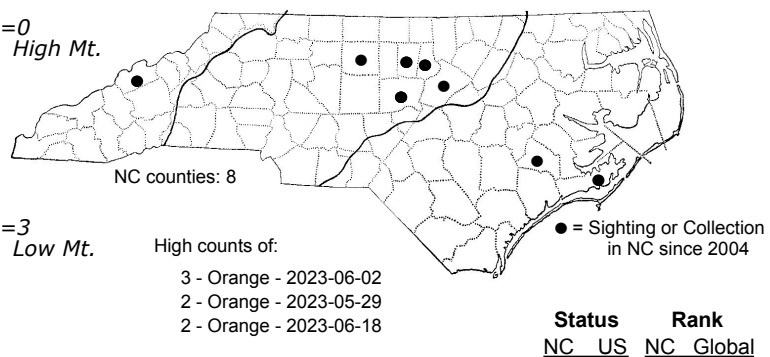 =0
High Mt.
NC counties: 8
=3
Low Mt.
High counts of:
3 - Orange - 2023-06-02
2 - Orange - 2023-05-29
2 - Orange - 2023-06-18
● = Sighting or Collection
in NC since 2004
Status Rank
NC US NC Global